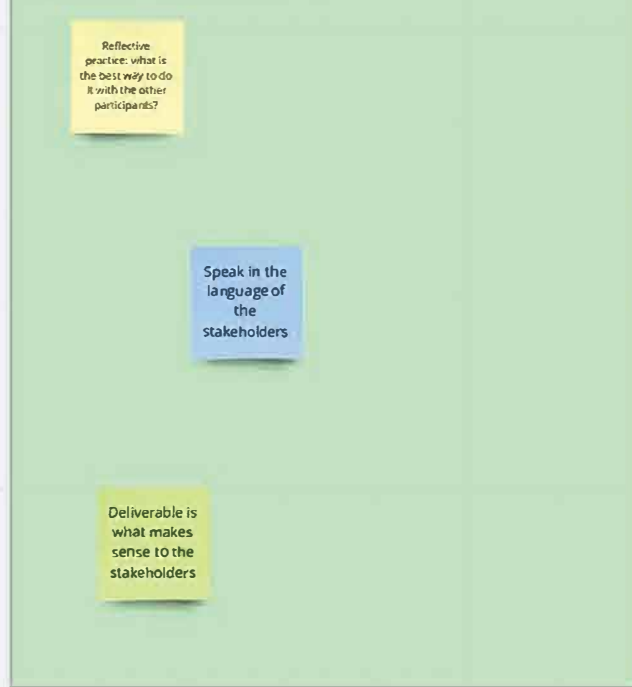 Reflective
practice: what is
the best way to do
it with the other
participants?
Speak in the
language of
the
stakeholders
Deliverable is
what makes
sense to the
stakeholders